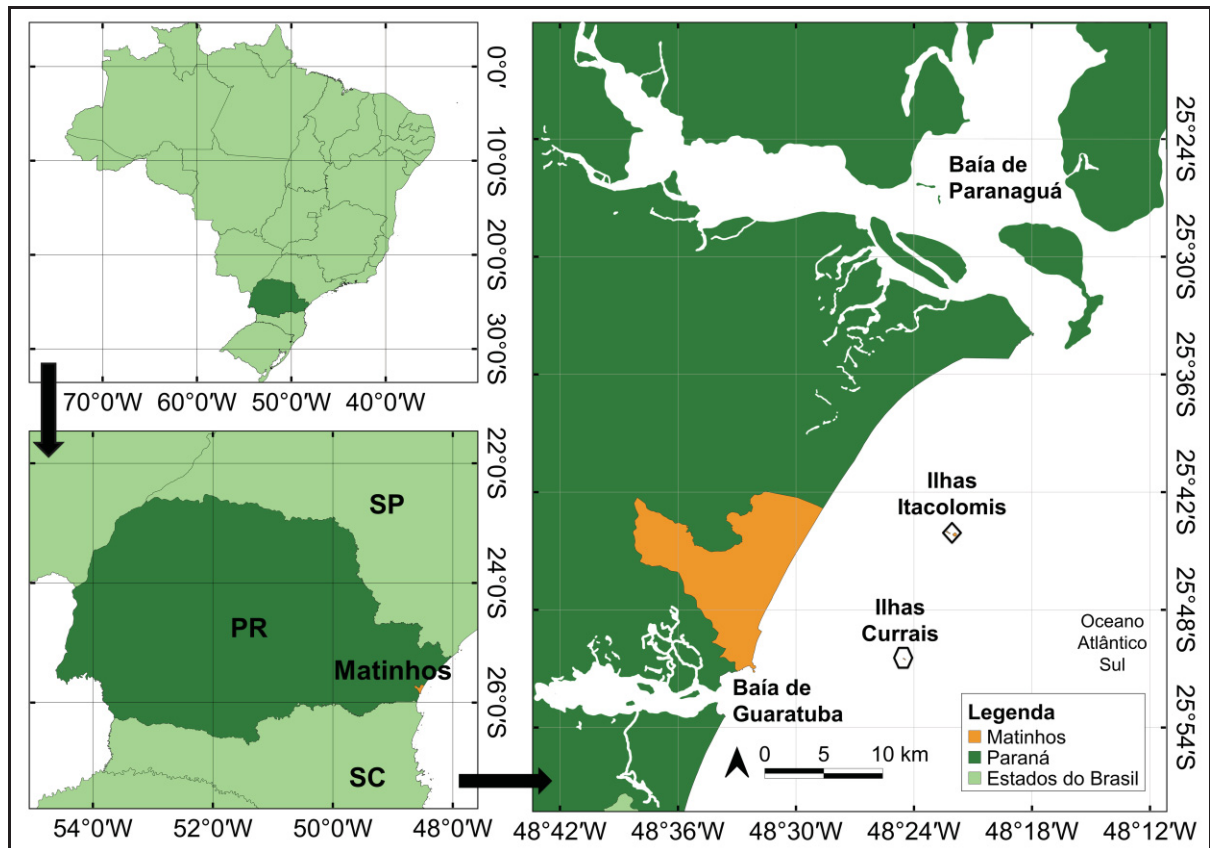 0°0′
10°0′S
20°0′S
30°0′S
70°0′W 60°0′W 50°0′W 40°0′W
22°0′S
24°0′S
26°0′S
SP
PR
Matinhos
SC
54°0′W 52°0′W 50°0′W 48°0′W
Baía de
Paranaguá
25°24′S
25°30′S
25°36′S
25°42′S
25°48′S
25°54′S
Ilhas
Itacolomis
Ilhas
Currais
Oceano
Atlântico
Sul
Baía de
Guaratuba
0 5 10 km
Legenda
Matinhos
Paraná
Estados do Brasil
48°42′W 48°36′W 48°30′W 48°24′W 48°18′W 48°12′W